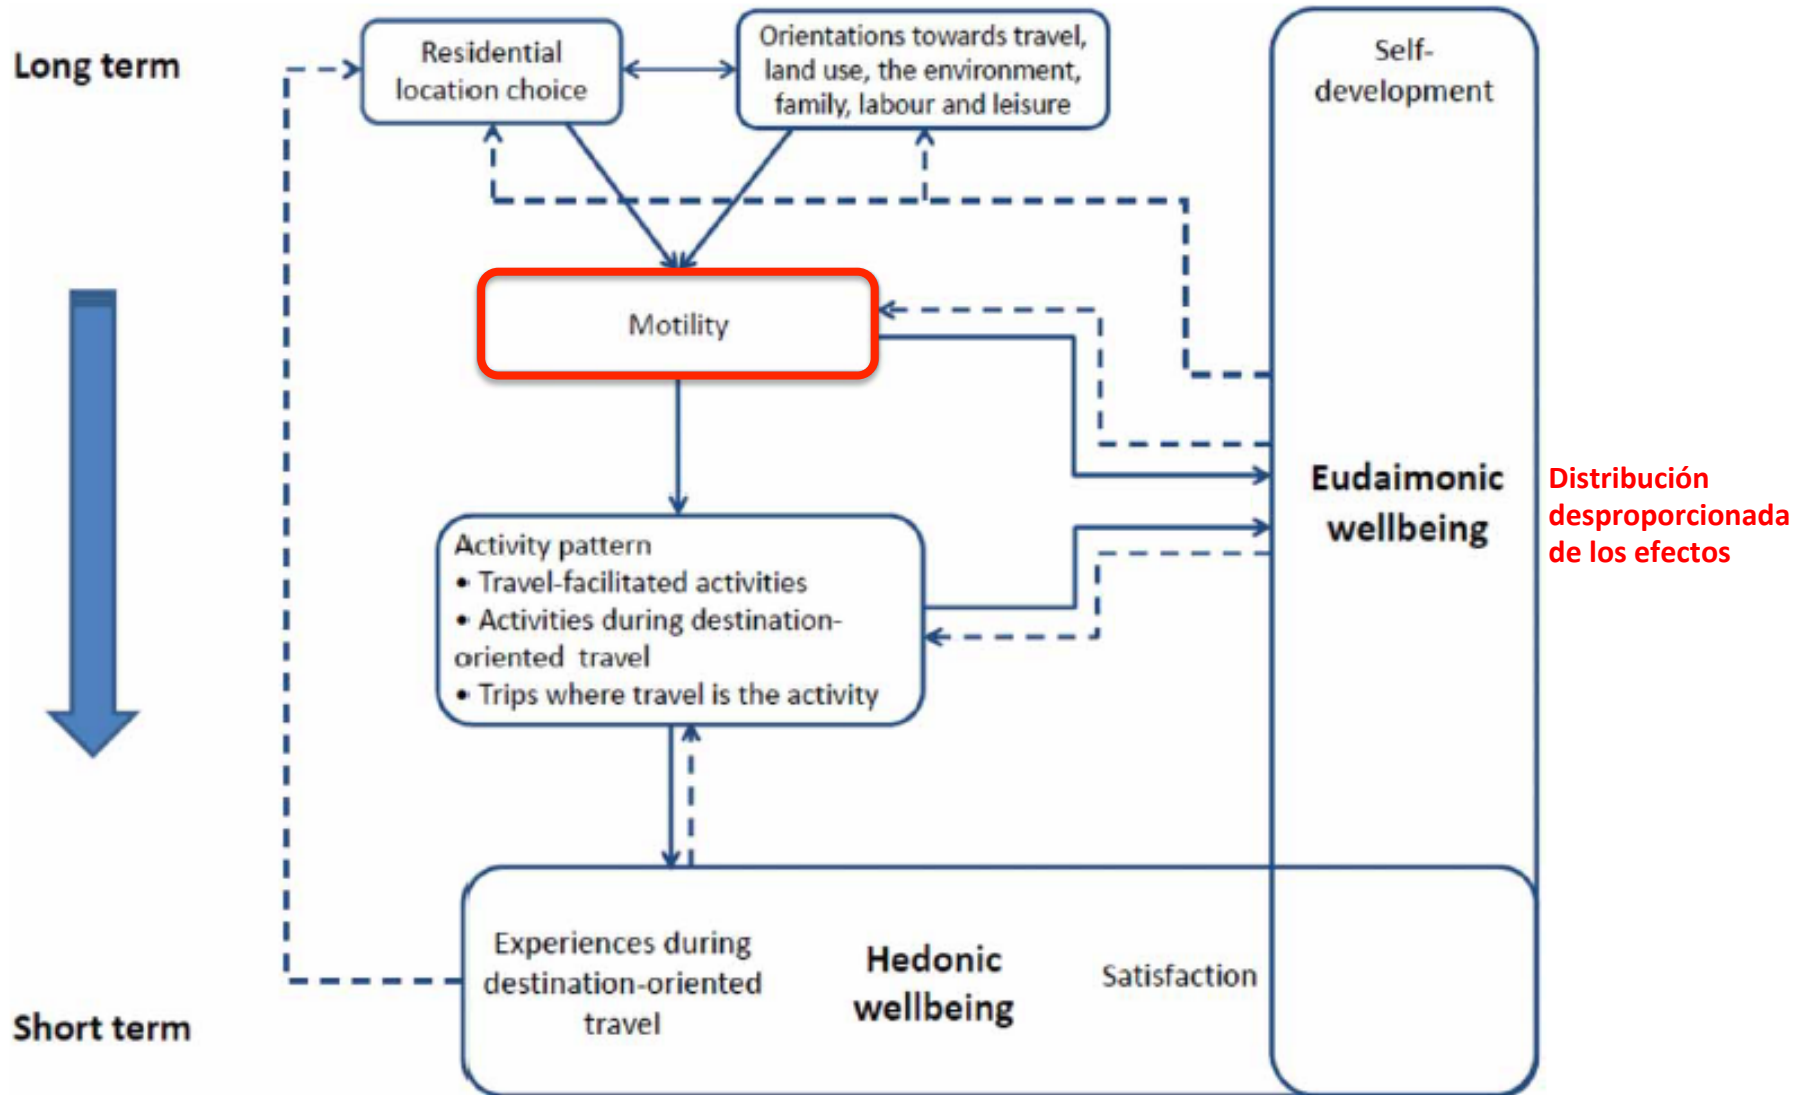 Long term
Residential
location choice
Orientations towards travel,
land use, the environment,
family, labour and leisure
Self-
development
Motility
Eudaimonic
wellbeing
Distribución
desproporcionada
de los efectos
Activity pattern
• Travel-facilitated activities
• Activities during destination-
oriented travel
• Trips where travel is the activity
Experiences during
destination-oriented
travel
Hedonic
wellbeing
Satisfaction
Short term